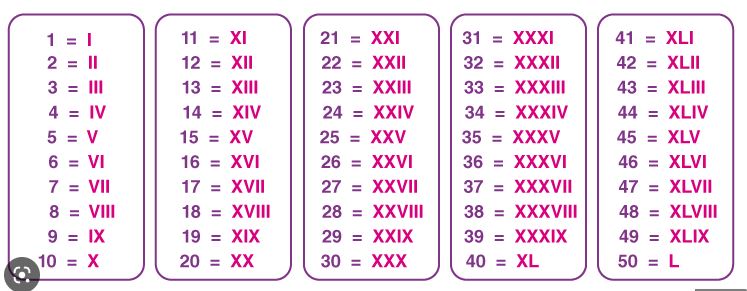 1 = I
2 = II
3 = III
4 = IV
5 = V
6 = VI
7 = VII
8 = VIII
9 = IX
10 = X
11 = XI
12 = XII
13 = XIII
14 = XIV
15 = XV
16 = XVI
17 = XVII
18 = XVIII
19 = XIX
20 = XX
21 = XXI
22 = XXII
23 = XXIII
24 = XXIV
25 = XXV
26 = XXVI
27 = XXVII
28 = XXVIII
29 = XXIX
30 = XXX
31 = XXXI
32 = XXXII
33 = XXXIII
34 = XXXIV
35 = XXXV
36 = XXXVI
37 = XXXVII
38 = XXXVIII
39 = XXXIX
40 = XL
41 = XLI
42 = XLII
43 = XLIII
44 = XLIV
45 = XLV
46 = XLVI
47 = XLVII
48 = XLVIII
49 = XLIX
50 = L